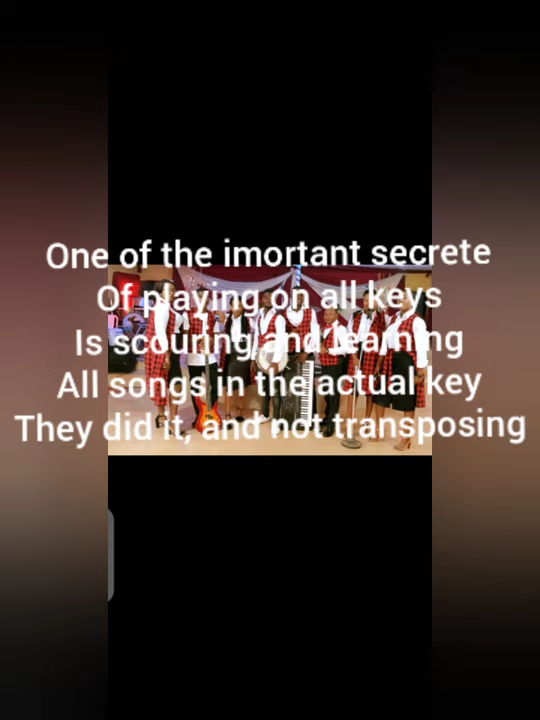 One of the imortant secrete
Of playing on all keys
Is scouring and learning
All songs in the actual key
They did it, and not transposing